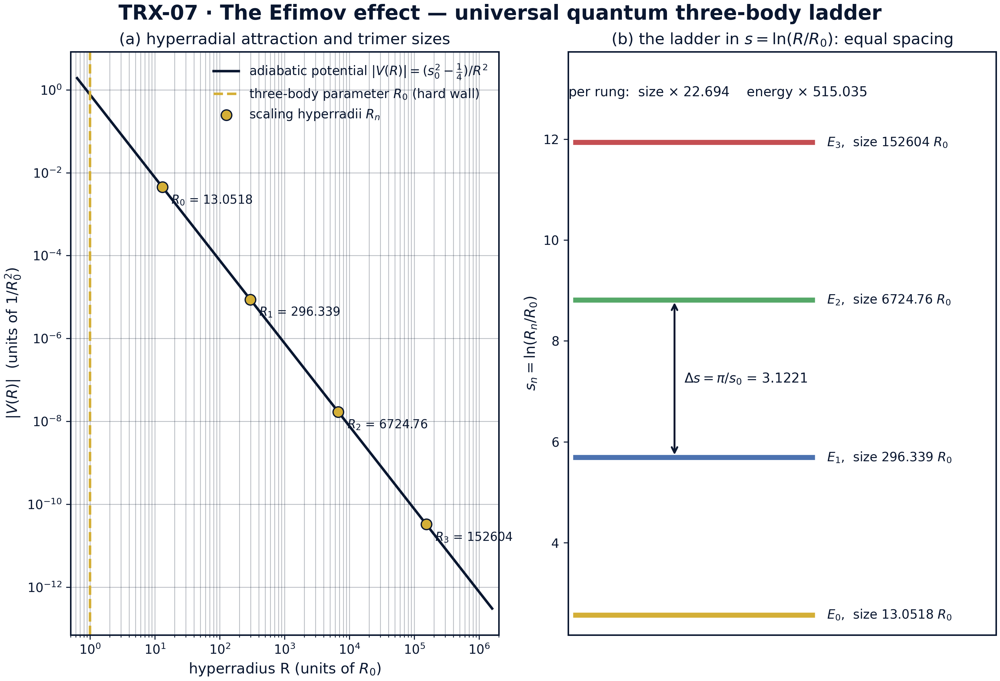 TRX-07 · The Efimov effect — universal quantum three-body ladder
(a) hyperradial attraction and trimer sizes
adiabatic potential |V(R)| = (s₀² − 1/4)/R²
three-body parameter R₀ (hard wall)
scaling hyperradii Rₙ
R₀ = 13.0518
R₁ = 296.339
R₂ = 6724.76
R₃ = 152604
10⁰
10⁻²
10⁻⁴
10⁻⁶
10⁻⁸
10⁻¹⁰
10⁻¹²
|V(R)| (units of 1/R₀²)
10⁰ 10¹ 10² 10³ 10⁴ 10⁵ 10⁶
hyperradius R (units of R₀)
(b) the ladder in s = ln(R/R₀): equal spacing
per rung: size × 22.694 energy × 515.035
E₃, size 152604 R₀
E₂, size 6724.76 R₀
Δs = π/s₀ = 3.1221
E₁, size 296.339 R₀
E₀, size 13.0518 R₀
12
10
8
6
4
sₙ = ln(Rₙ/R₀)